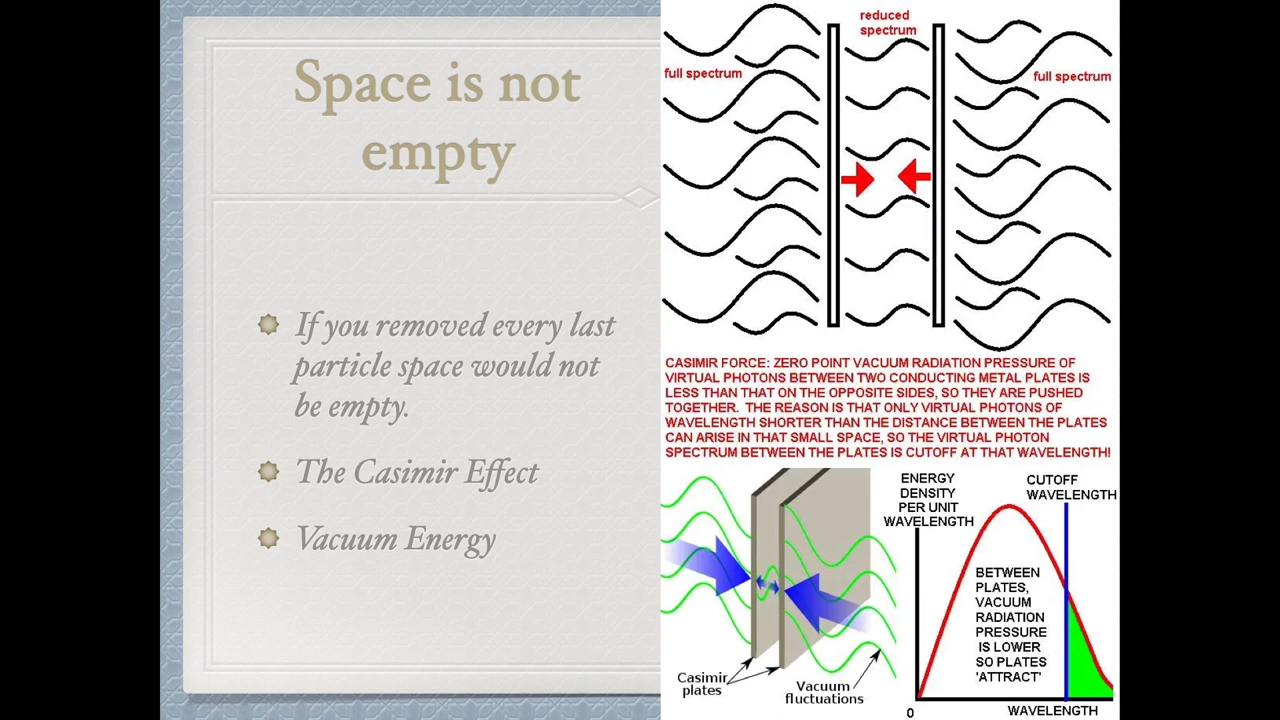 Space is not
empty
If you removed every last
particle space would not
be empty.
The Casimir Effect
Vacuum Energy
reduced
spectrum
full spectrum
full spectrum
CASIMIR FORCE: ZERO POINT VACUUM RADIATION PRESSURE OF
VIRTUAL PHOTONS BETWEEN TWO CONDUCTING METAL PLATES IS
LESS THAN THAT ON THE OPPOSITE SIDES, SO THEY ARE PUSHED
TOGETHER. THE REASON IS THAT ONLY VIRTUAL PHOTONS OF
WAVELENGTH SHORTER THAN THE DISTANCE BETWEEN THE PLATES
CAN ARISE IN THAT SMALL SPACE, SO THE VIRTUAL PHOTON
SPECTRUM BETWEEN THE PLATES IS CUTOFF AT THAT WAVELENGTH!
Casimir
plates
Vacuum
fluctuations
ENERGY
DENSITY
PER UNIT
WAVELENGTH
CUTOFF
WAVELENGTH
BETWEEN
PLATES,
VACUUM
RADIATION
PRESSURE
IS LOWER
SO PLATES
'ATTRACT'
0
WAVELENGTH